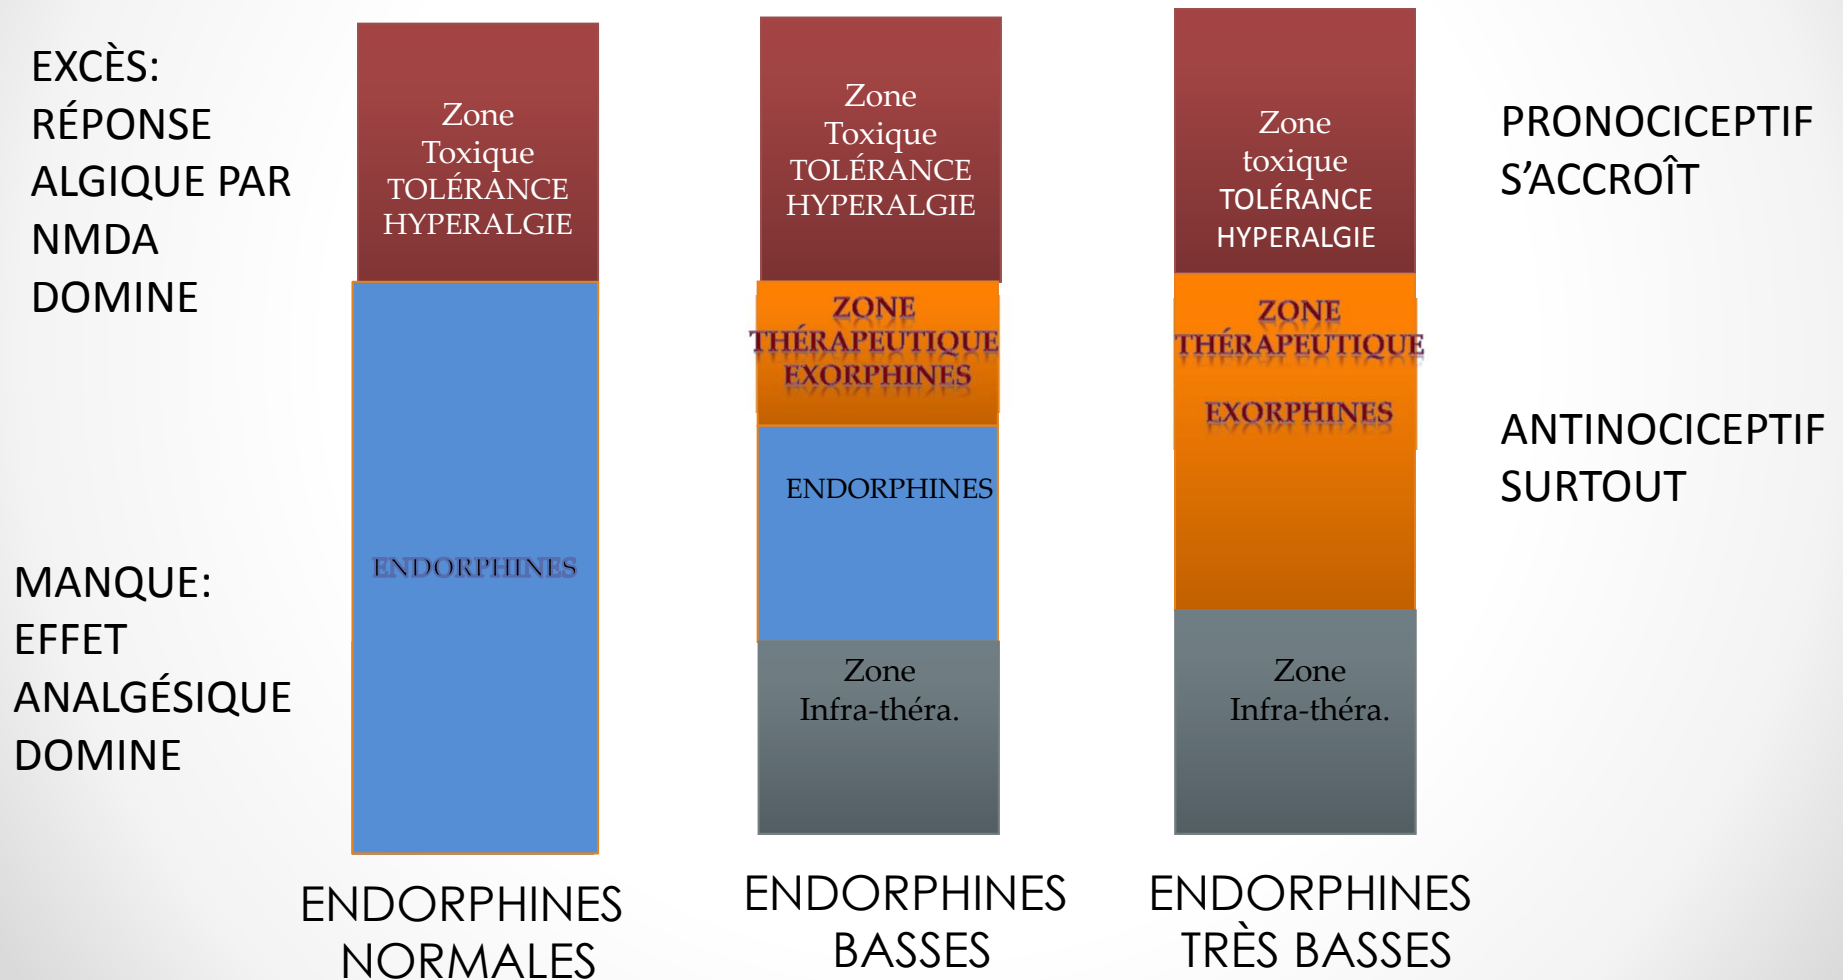 EXCÈS:
RÉPONSE
ALGIQUE PAR
NMDA
DOMINE
MANQUE:
EFFET
ANALGÉSIQUE
DOMINE
Zone
Toxique
TOLÉRANCE
HYPERALGIE
ENDORPHINES
ENDORPHINES
NORMALES
Zone
Toxique
TOLÉRANCE
HYPERALGIE
ZONE
THÉRAPEUTIQUE
EXORPHINES
ENDORPHINES
Zone
Infra-théra.
ENDORPHINES
BASSES
Zone
toxique
TOLÉRANCE
HYPERALGIE
ZONE
THÉRAPEUTIQUE
EXORPHINES
Zone
Infra-théra.
ENDORPHINES
TRÈS BASSES
PRONOCICEPTIF
S’ACCROÎT
ANTINOCICEPTIF
SURTOUT